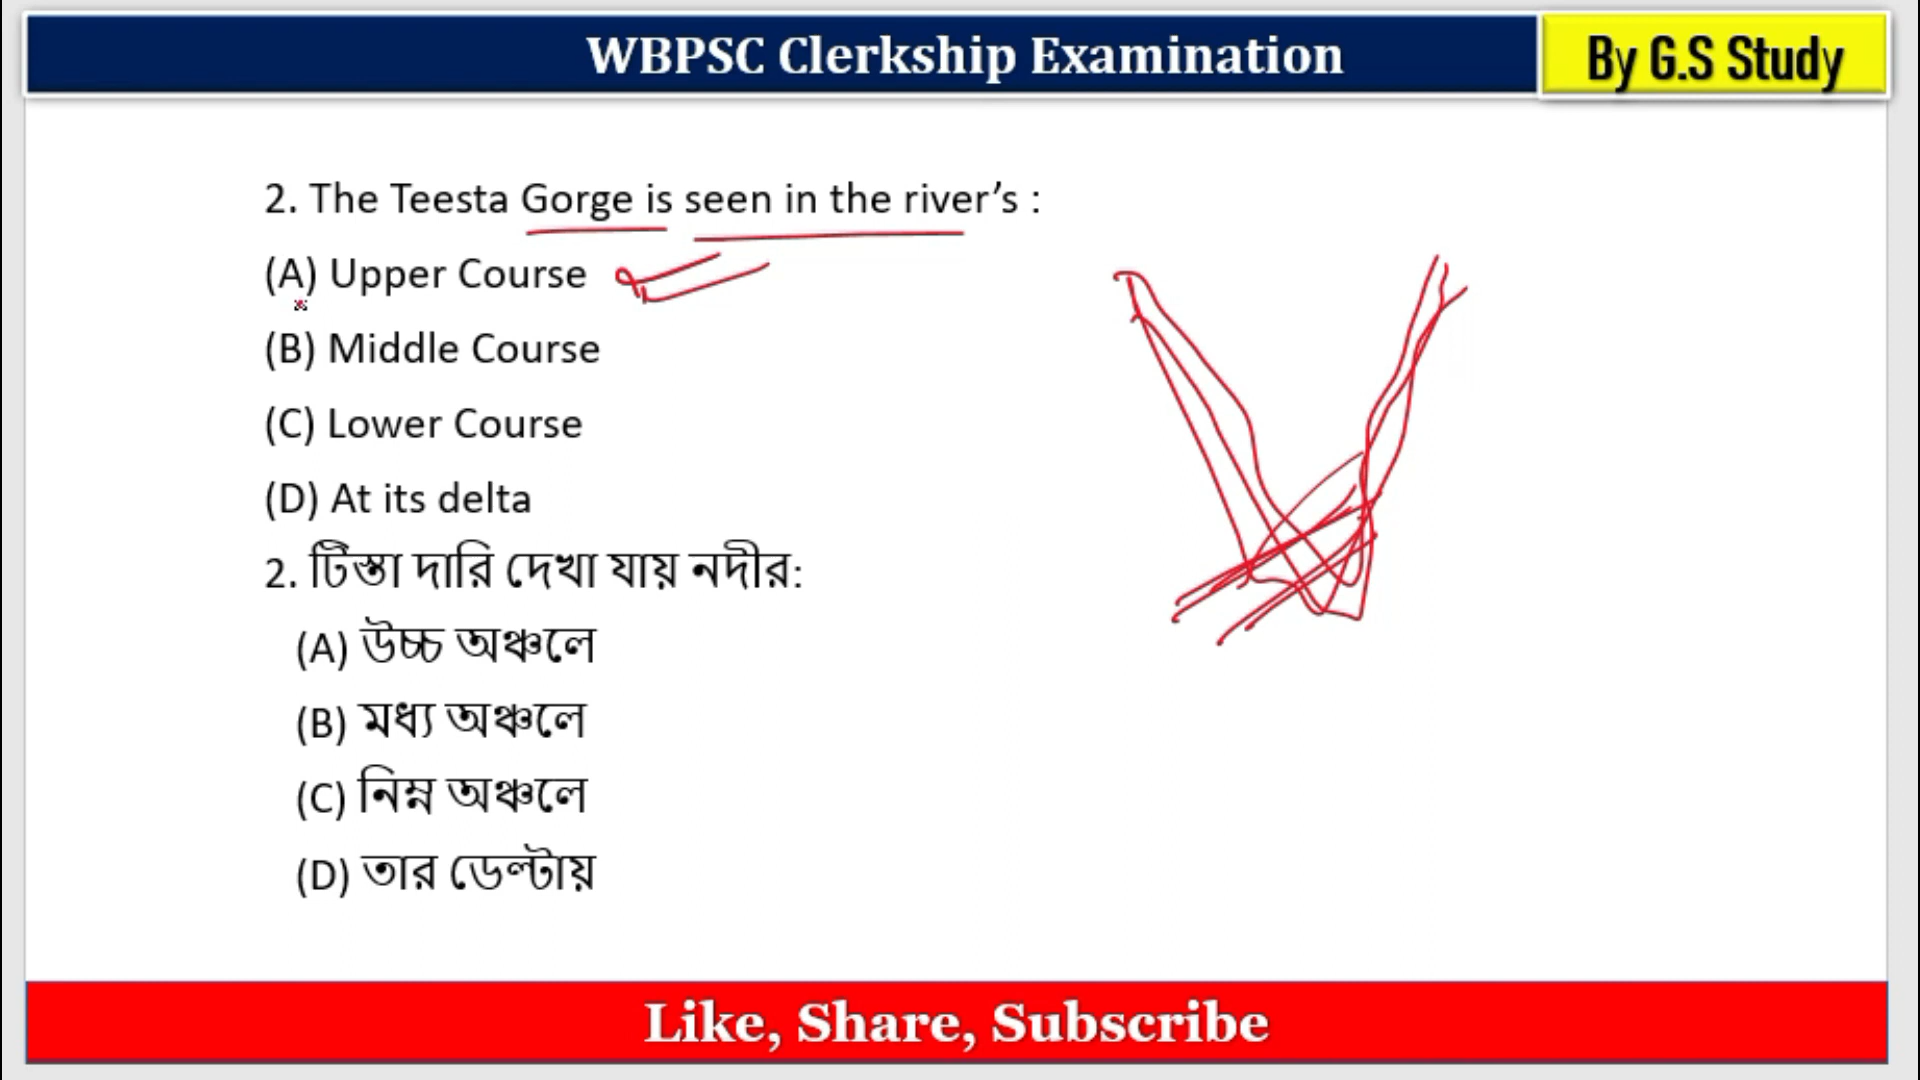 WBPSC Clerkship Examination
By G.S Study
2. The Teesta Gorge is seen in the river’s :
(A) Upper Course
(B) Middle Course
(C) Lower Course
(D) At its delta
2. টিস্তা দারি দেখা যায় নদীর:
(A) উচ্চ অঞ্চলে
(B) মধ্য অঞ্চলে
(C) নিম্ন অঞ্চলে
(D) তার ডেল্টায়
Like, Share, Subscribe